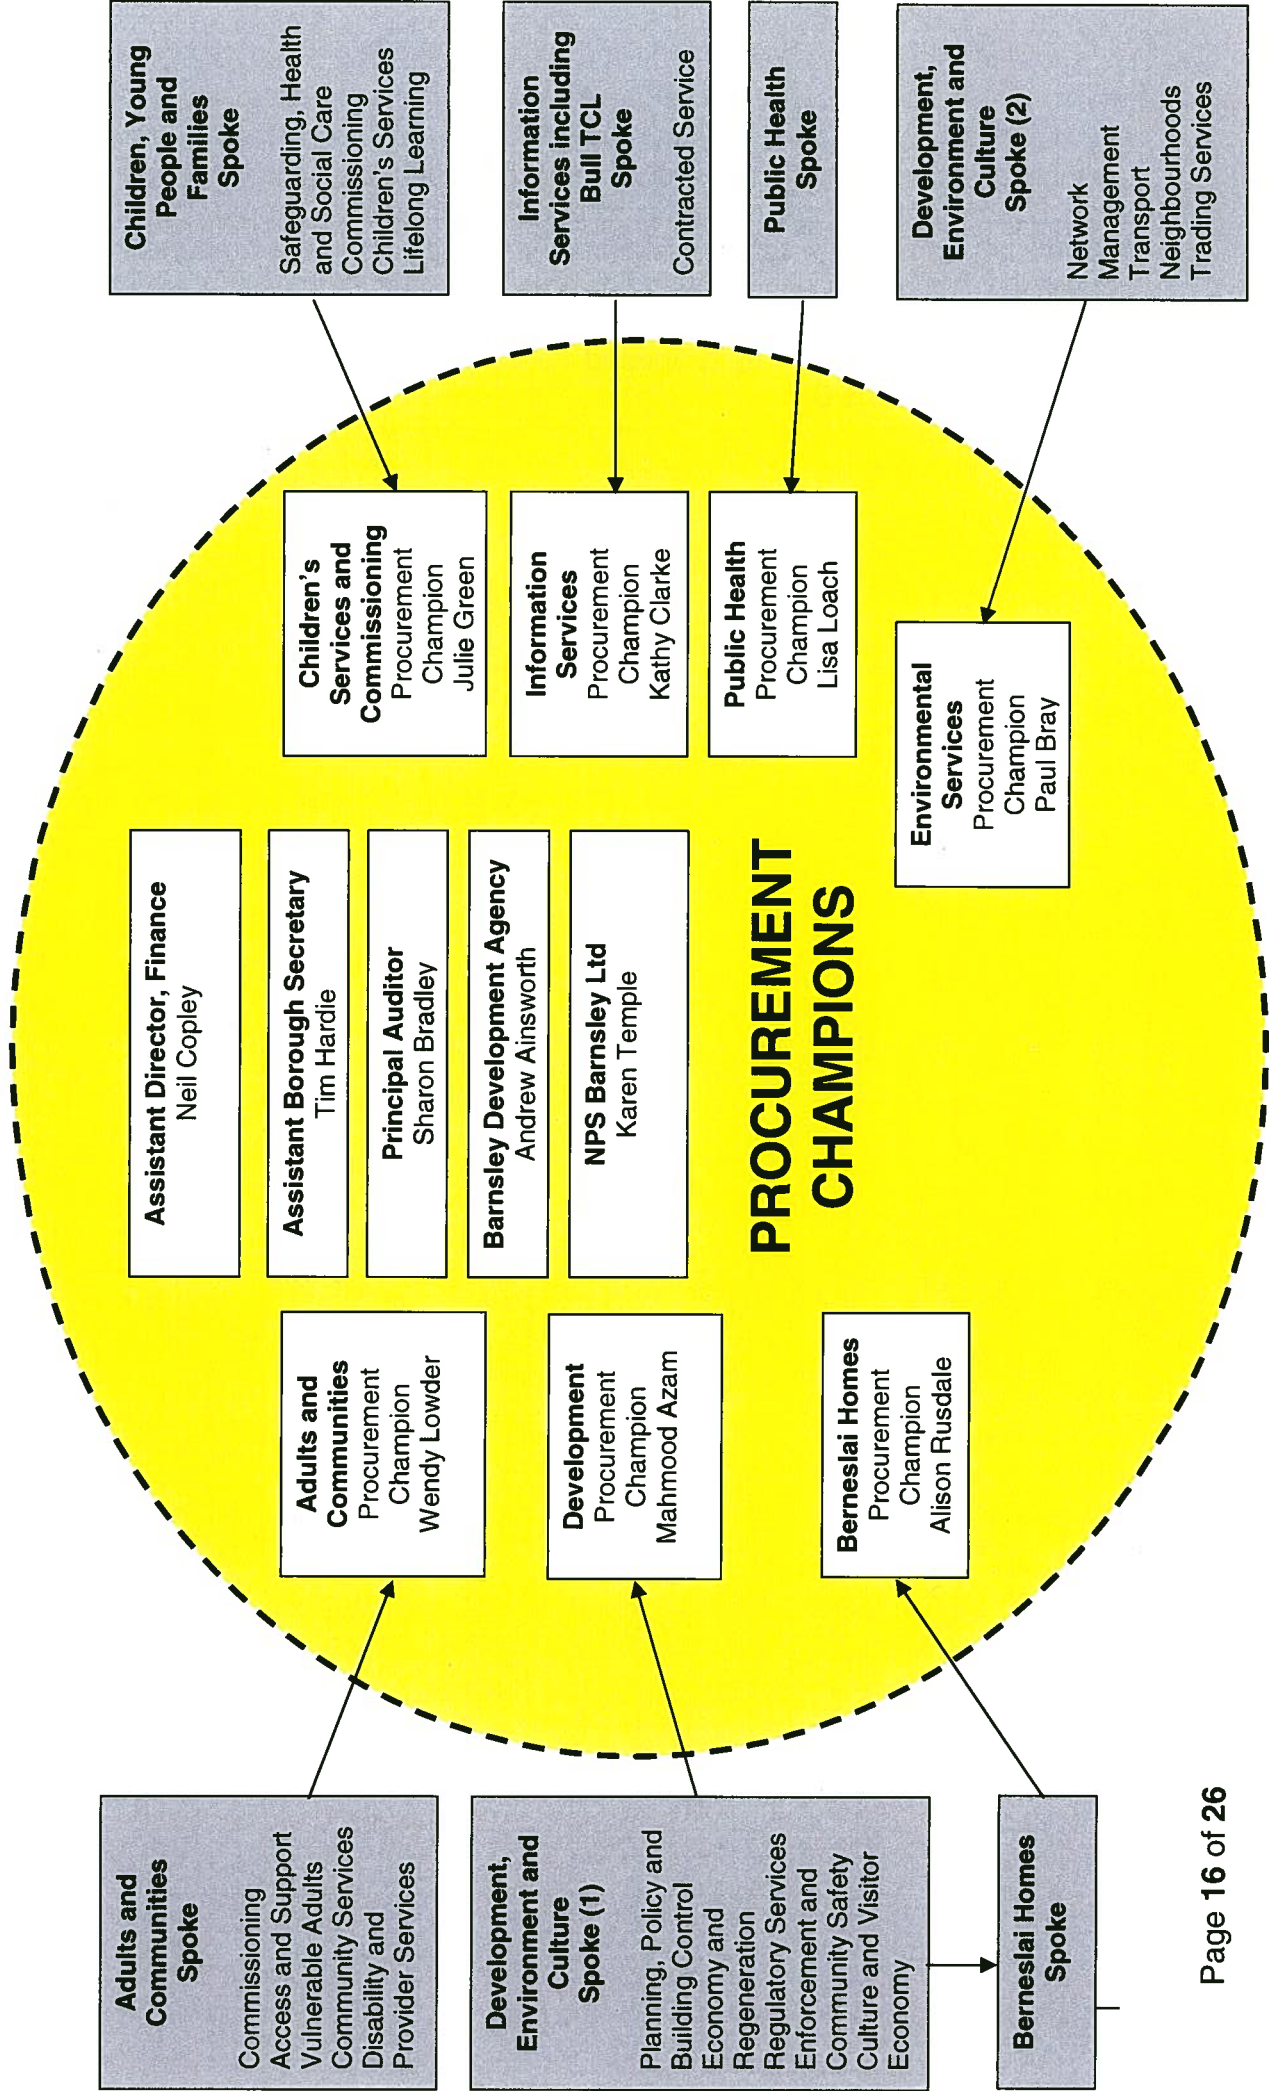 Adults and
Communities
Spoke
Commissioning
Access and Support
Vulnerable Adults
Community Services
Disability and
Provider Services
Development,
Environment and
Culture
Spoke (1)
Planning, Policy and
Building Control
Economy and
Regeneration
Regulatory Services
Enforcement and
Community Safety
Culture and Visitor
Economy
Berneslai Homes
Spoke
Adults and
Communities
Procurement
Champion
Wendy Lowder
Development
Procurement
Champion
Mahmood Azam
Berneslai Homes
Procurement
Champion
Alison Rusdale
Assistant Director, Finance
Neil Copley
Assistant Borough Secretary
Tim Hardie
Principal Auditor
Sharon Bradley
Barnsley Development Agency
Andrew Ainsworth
NPS Barnsley Ltd
Karen Temple
PROCUREMENT
CHAMPIONS
Children's
Services and
Commissioning
Procurement
Champion
Julie Green
Information
Services
Procurement
Champion
Kathy Clarke
Public Health
Procurement
Champion
Lisa Loach
Environmental
Services
Procurement
Champion
Paul Bray
Children, Young
People and
Families
Spoke
Safeguarding, Health
and Social Care
Commissioning
Children's Services
Lifelong Learning
Information
Services including
Bull TCL
Spoke
Contracted Service
Public Health
Spoke
Development,
Environment and
Culture
Spoke (2)
Network
Management
Transport
Neighbourhoods
Trading Services
Page 16 of 26